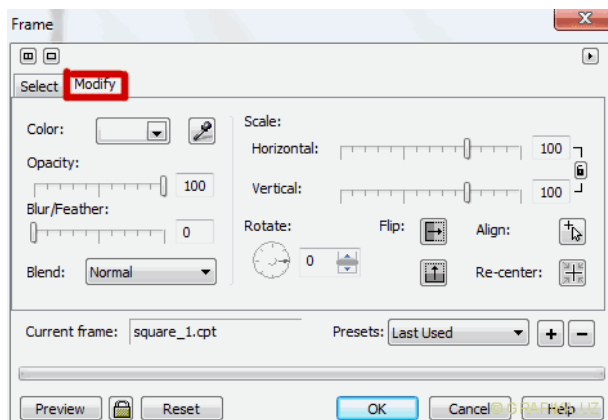 Frame
Select Modify
Color:
Opacity:
100
Blur/Feather:
0
Blend: Normal
Scale:
Horizontal: 100
Vertical: 100
Rotate:
0
Flip:
Align:
Re-center:
Current frame: square_1.cpt
Presets: Last Used
Preview Reset OK Cancel Help